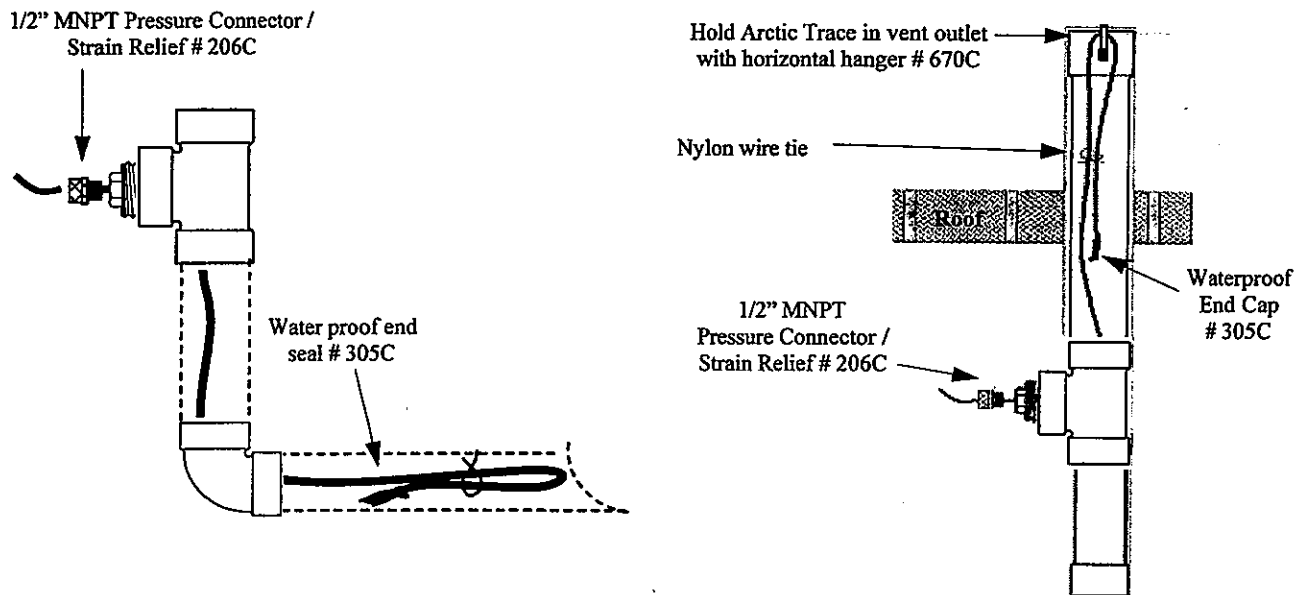 1/2” MNPT Pressure Connector /
Strain Relief # 206C
Water proof end
seal # 305C
Hold Arctic Trace in vent outlet
with horizontal hanger # 670C
Nylon wire tie
Roof
Waterproof
End Cap
# 305C
1/2” MNPT
Pressure Connector /
Strain Relief # 206C